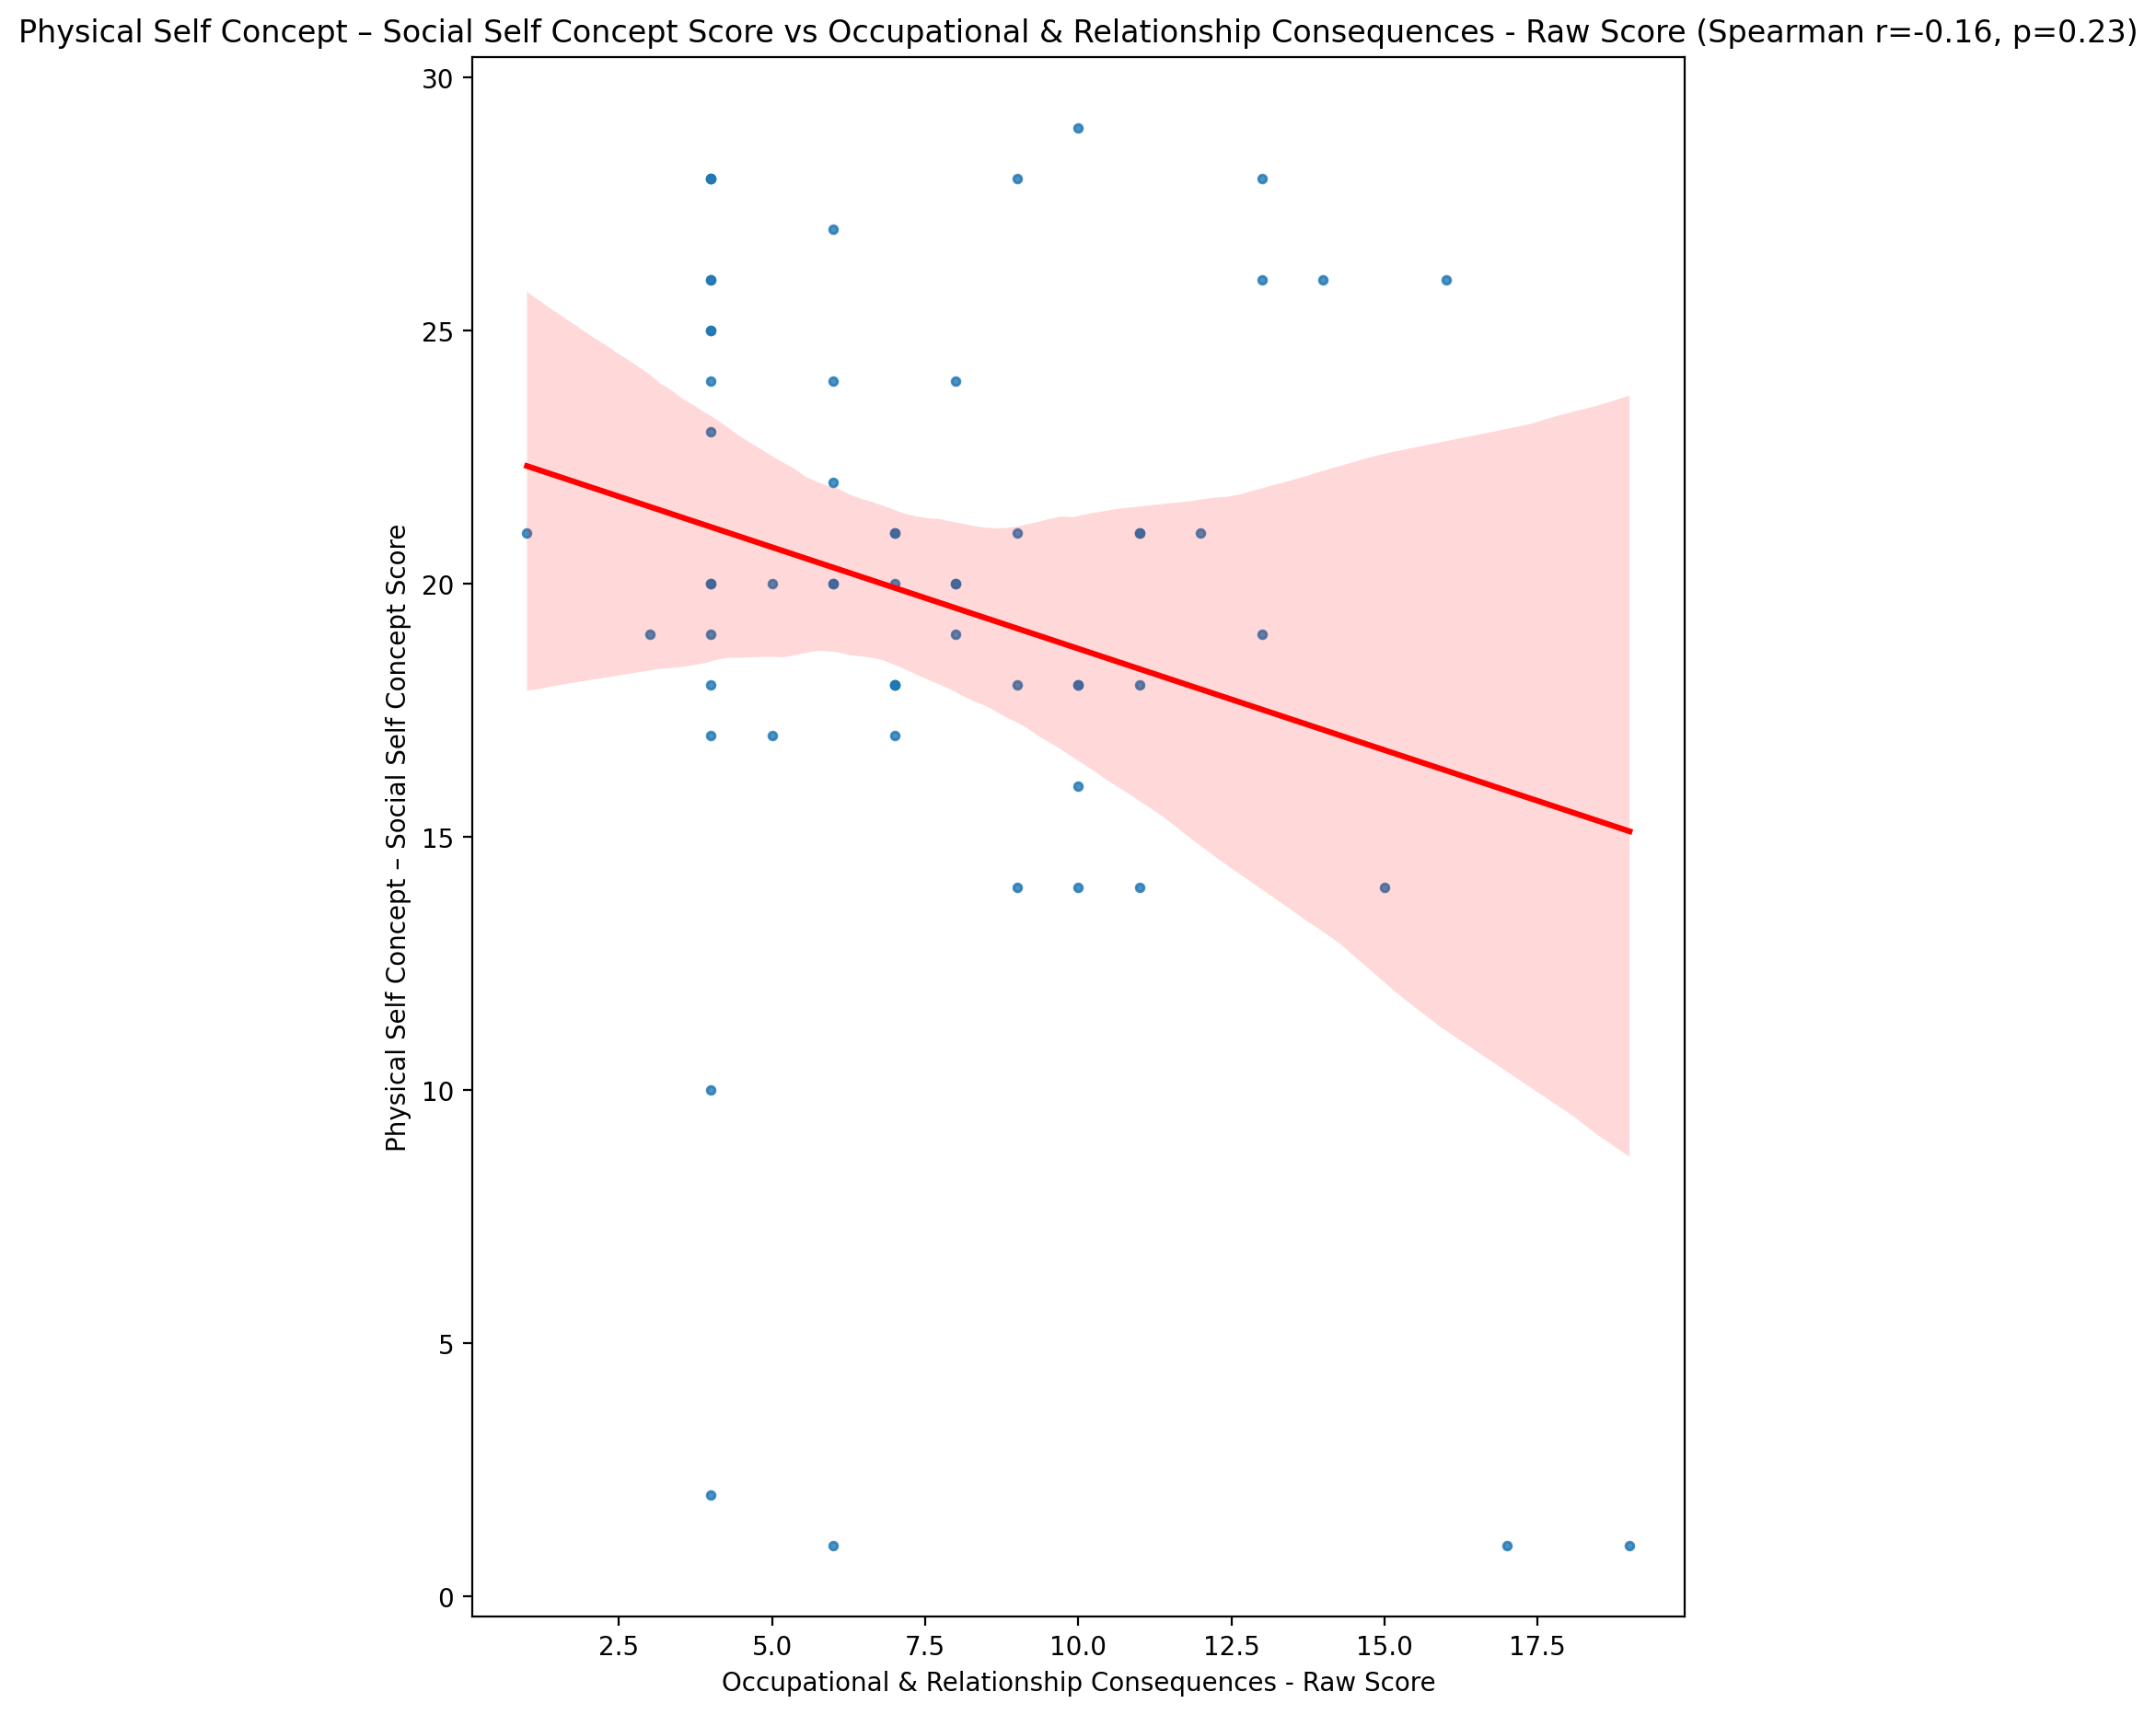 Physical Self Concept – Social Self Concept Score vs Occupational & Relationship Consequences - Raw Score (Spearman r=-0.16, p=0.23)
Physical Self Concept – Social Self Concept Score
30
25
20
15
10
5
0
2.5 5.0 7.5 10.0 12.5 15.0 17.5
Occupational & Relationship Consequences - Raw Score